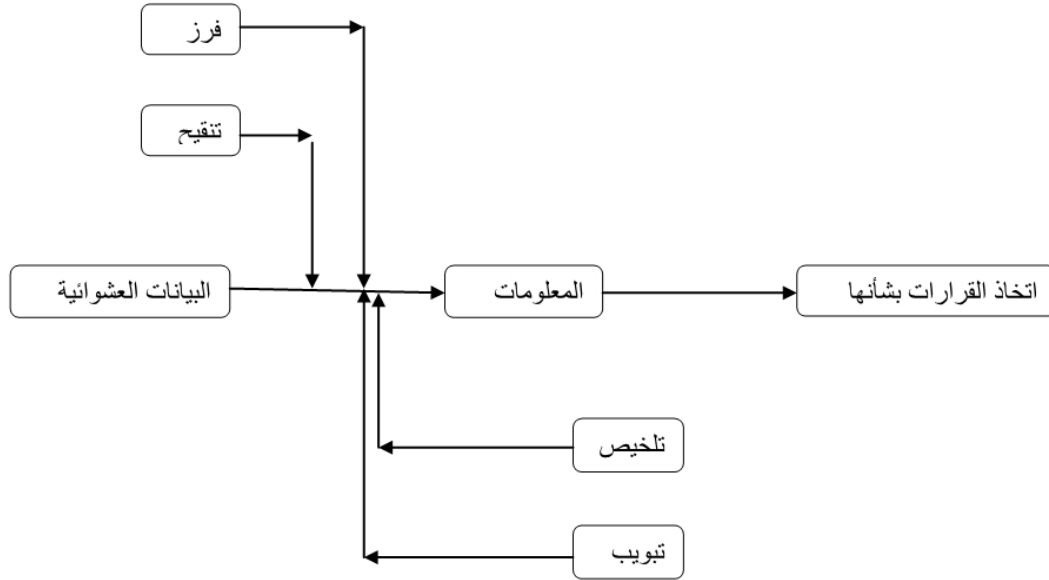 فرز
تنقيح
البيانات العشوائية
المعلومات
اتخاذ القرارات بشأنها
تلخيص
تبويب